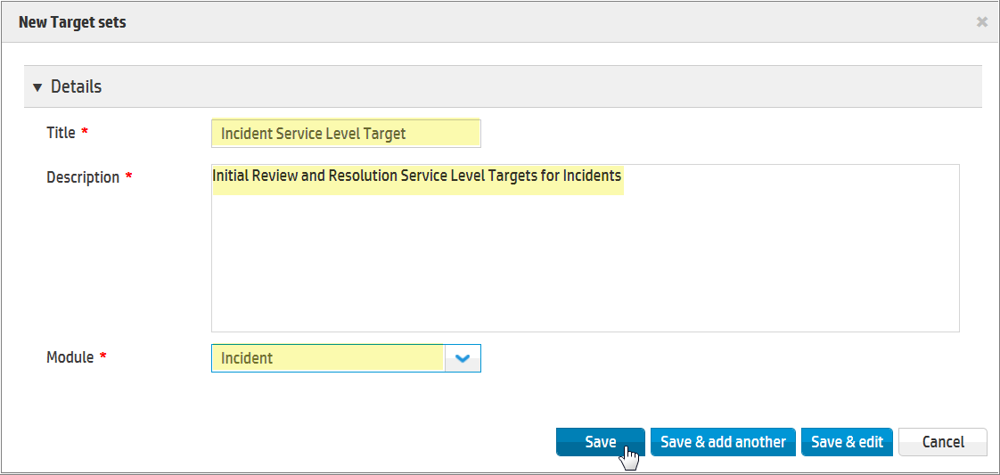 New Target sets
Details
Title *
Incident Service Level Target
Description *
Initial Review and Resolution Service Level Targets for Incidents
Module *
Incident
Save
Save & add another
Save & edit
Cancel